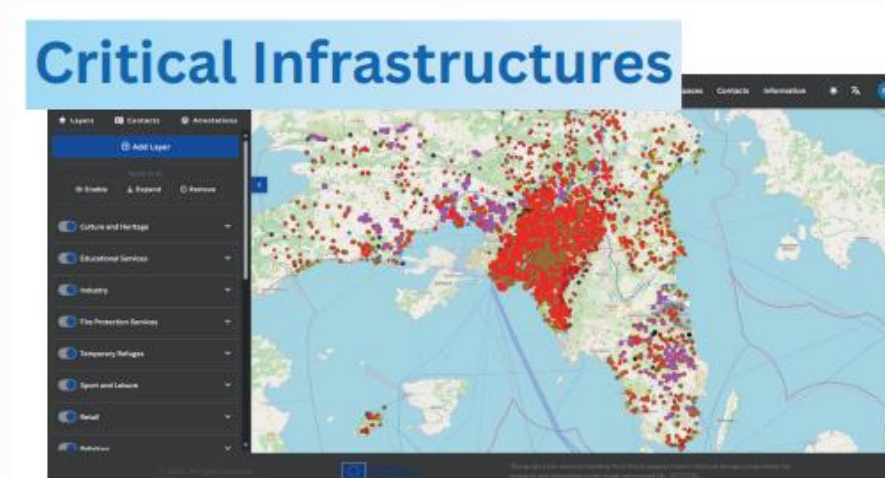 Critical Infrastructures
Contacts Information
Layers Contacts Annotations
Add Layer
Enable Expand Remove
Culture and Heritage
Educational Services
Industry
Fire Protection Services
Temporary Refuges
Sport and Leisure
Retail
Religious